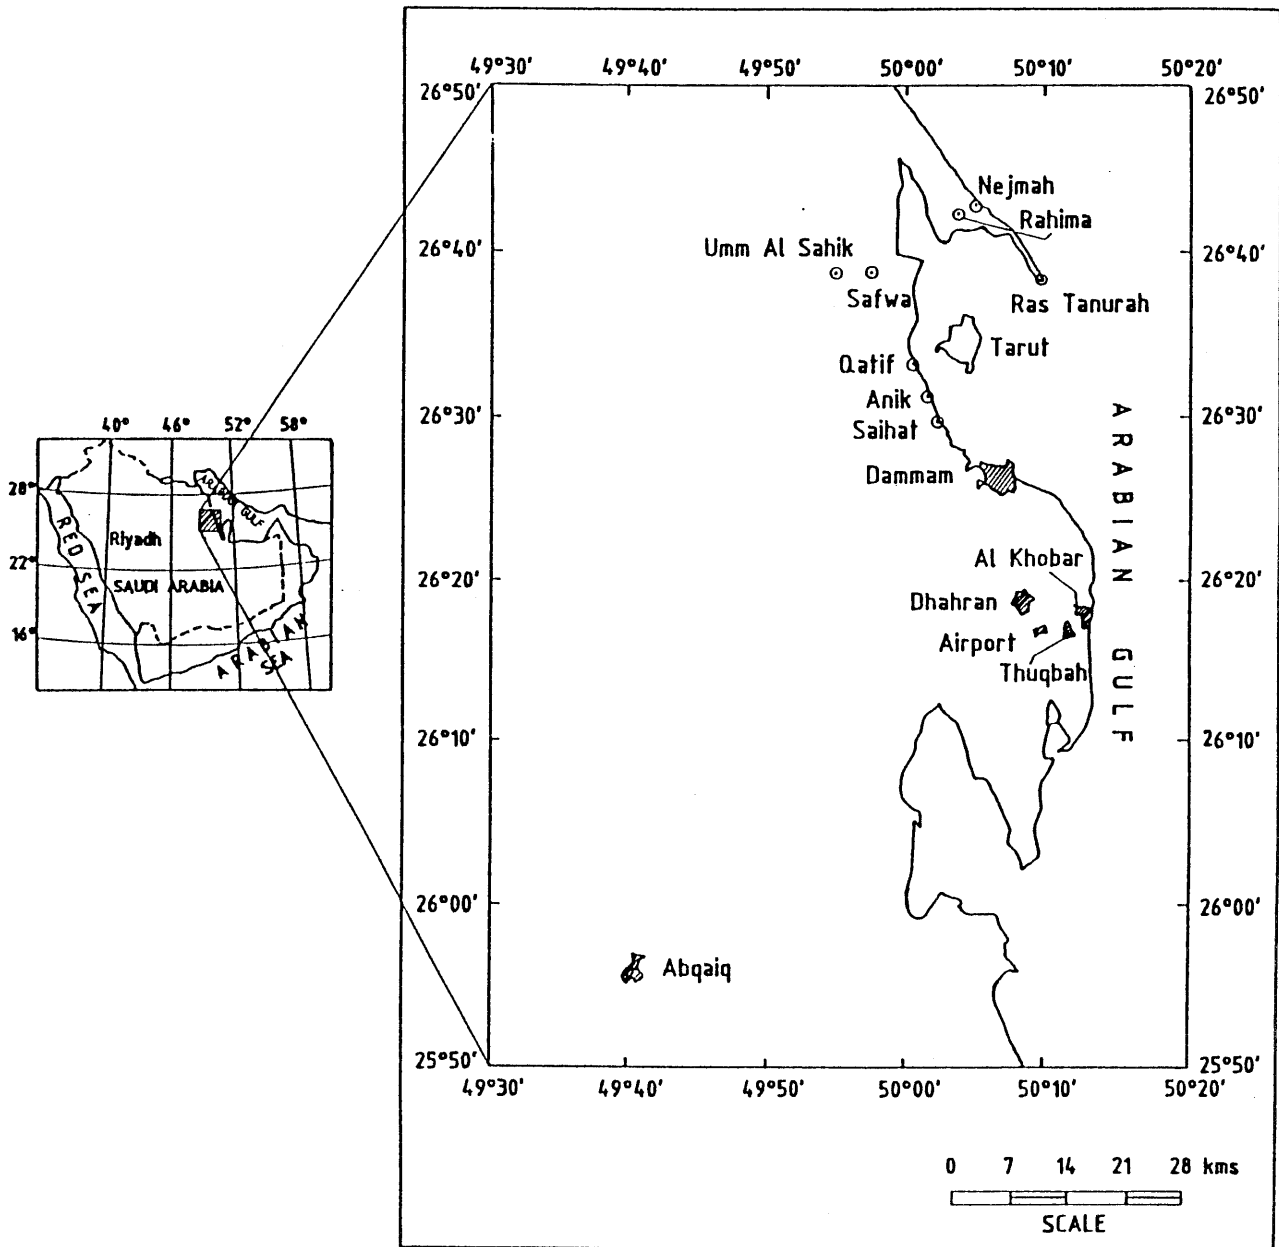 49°30' 49°40' 49°50' 50°00' 50°10' 50°20'
26°50' 26°50'
Nejmah
Rahima
Umm Al Sahik
26°40' 26°40'
Safwa
Ras Tanurah
Tarut
Qatif
Anik
26°30' 26°30'
Saihat
Dammam
ARABIAN GULF
Al Khobar
26°20' 26°20'
Dhahran
Airport
Thuqbah
26°10' 26°10'
26°00' 26°00'
Abqaiq
25°50' 25°50'
49°30' 49°40' 49°50' 50°00' 50°10' 50°20'
0 7 14 21 28 kms
SCALE
40° 46° 52° 58°
28°
ARABIAN GULF
RED SEA
Riyadh
22°
SAUDI ARABIA
16°
ARABIAN
SEA